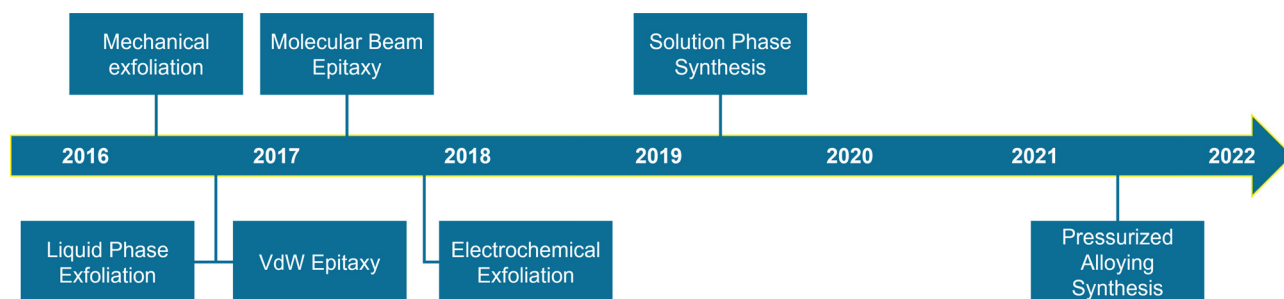 Mechanical
exfoliation
Molecular Beam
Epitaxy
Solution Phase
Synthesis
2016
2017
2018
2019
2020
2021
2022
Liquid Phase
Exfoliation
VdW Epitaxy
Electrochemical
Exfoliation
Pressurized
Alloying
Synthesis